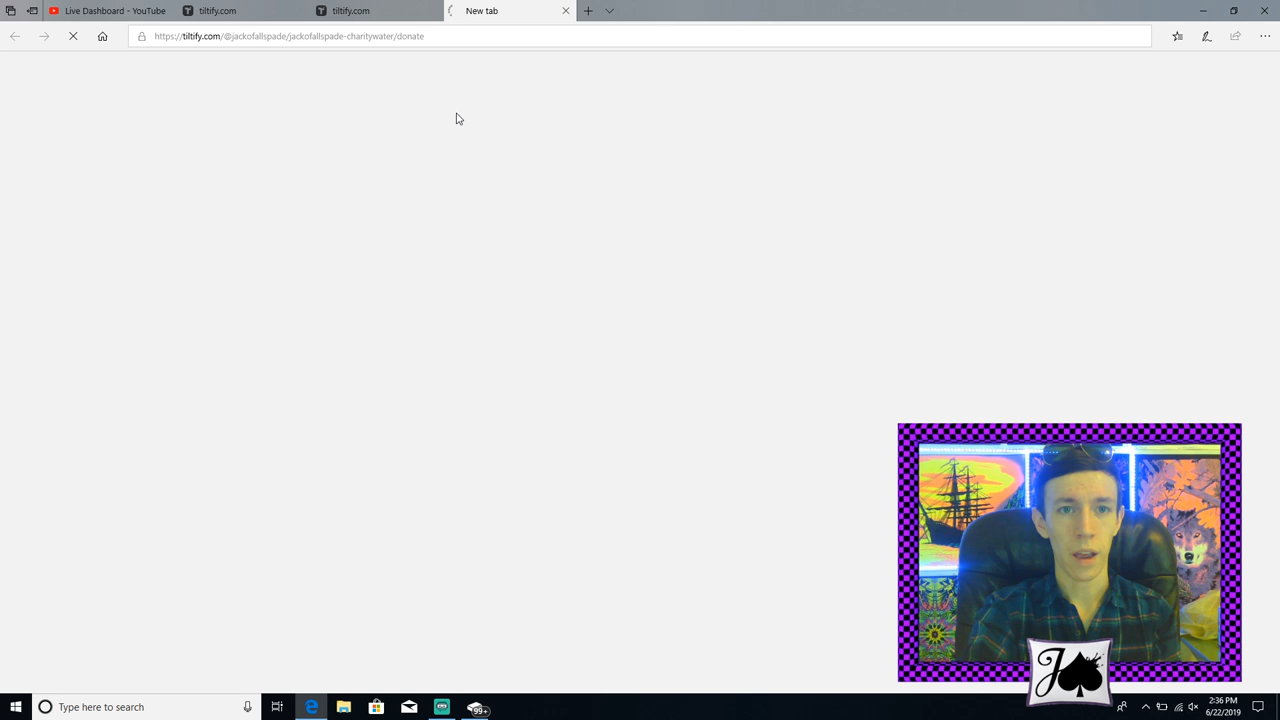 Live Dashboard - YouTube
tiltify.com
tiltify.com
New tab
https://tiltify.com/@jackofallspade/jackofallspade-charitywater/donate
J
Type here to search
99+
2:36 PM
6/22/2019